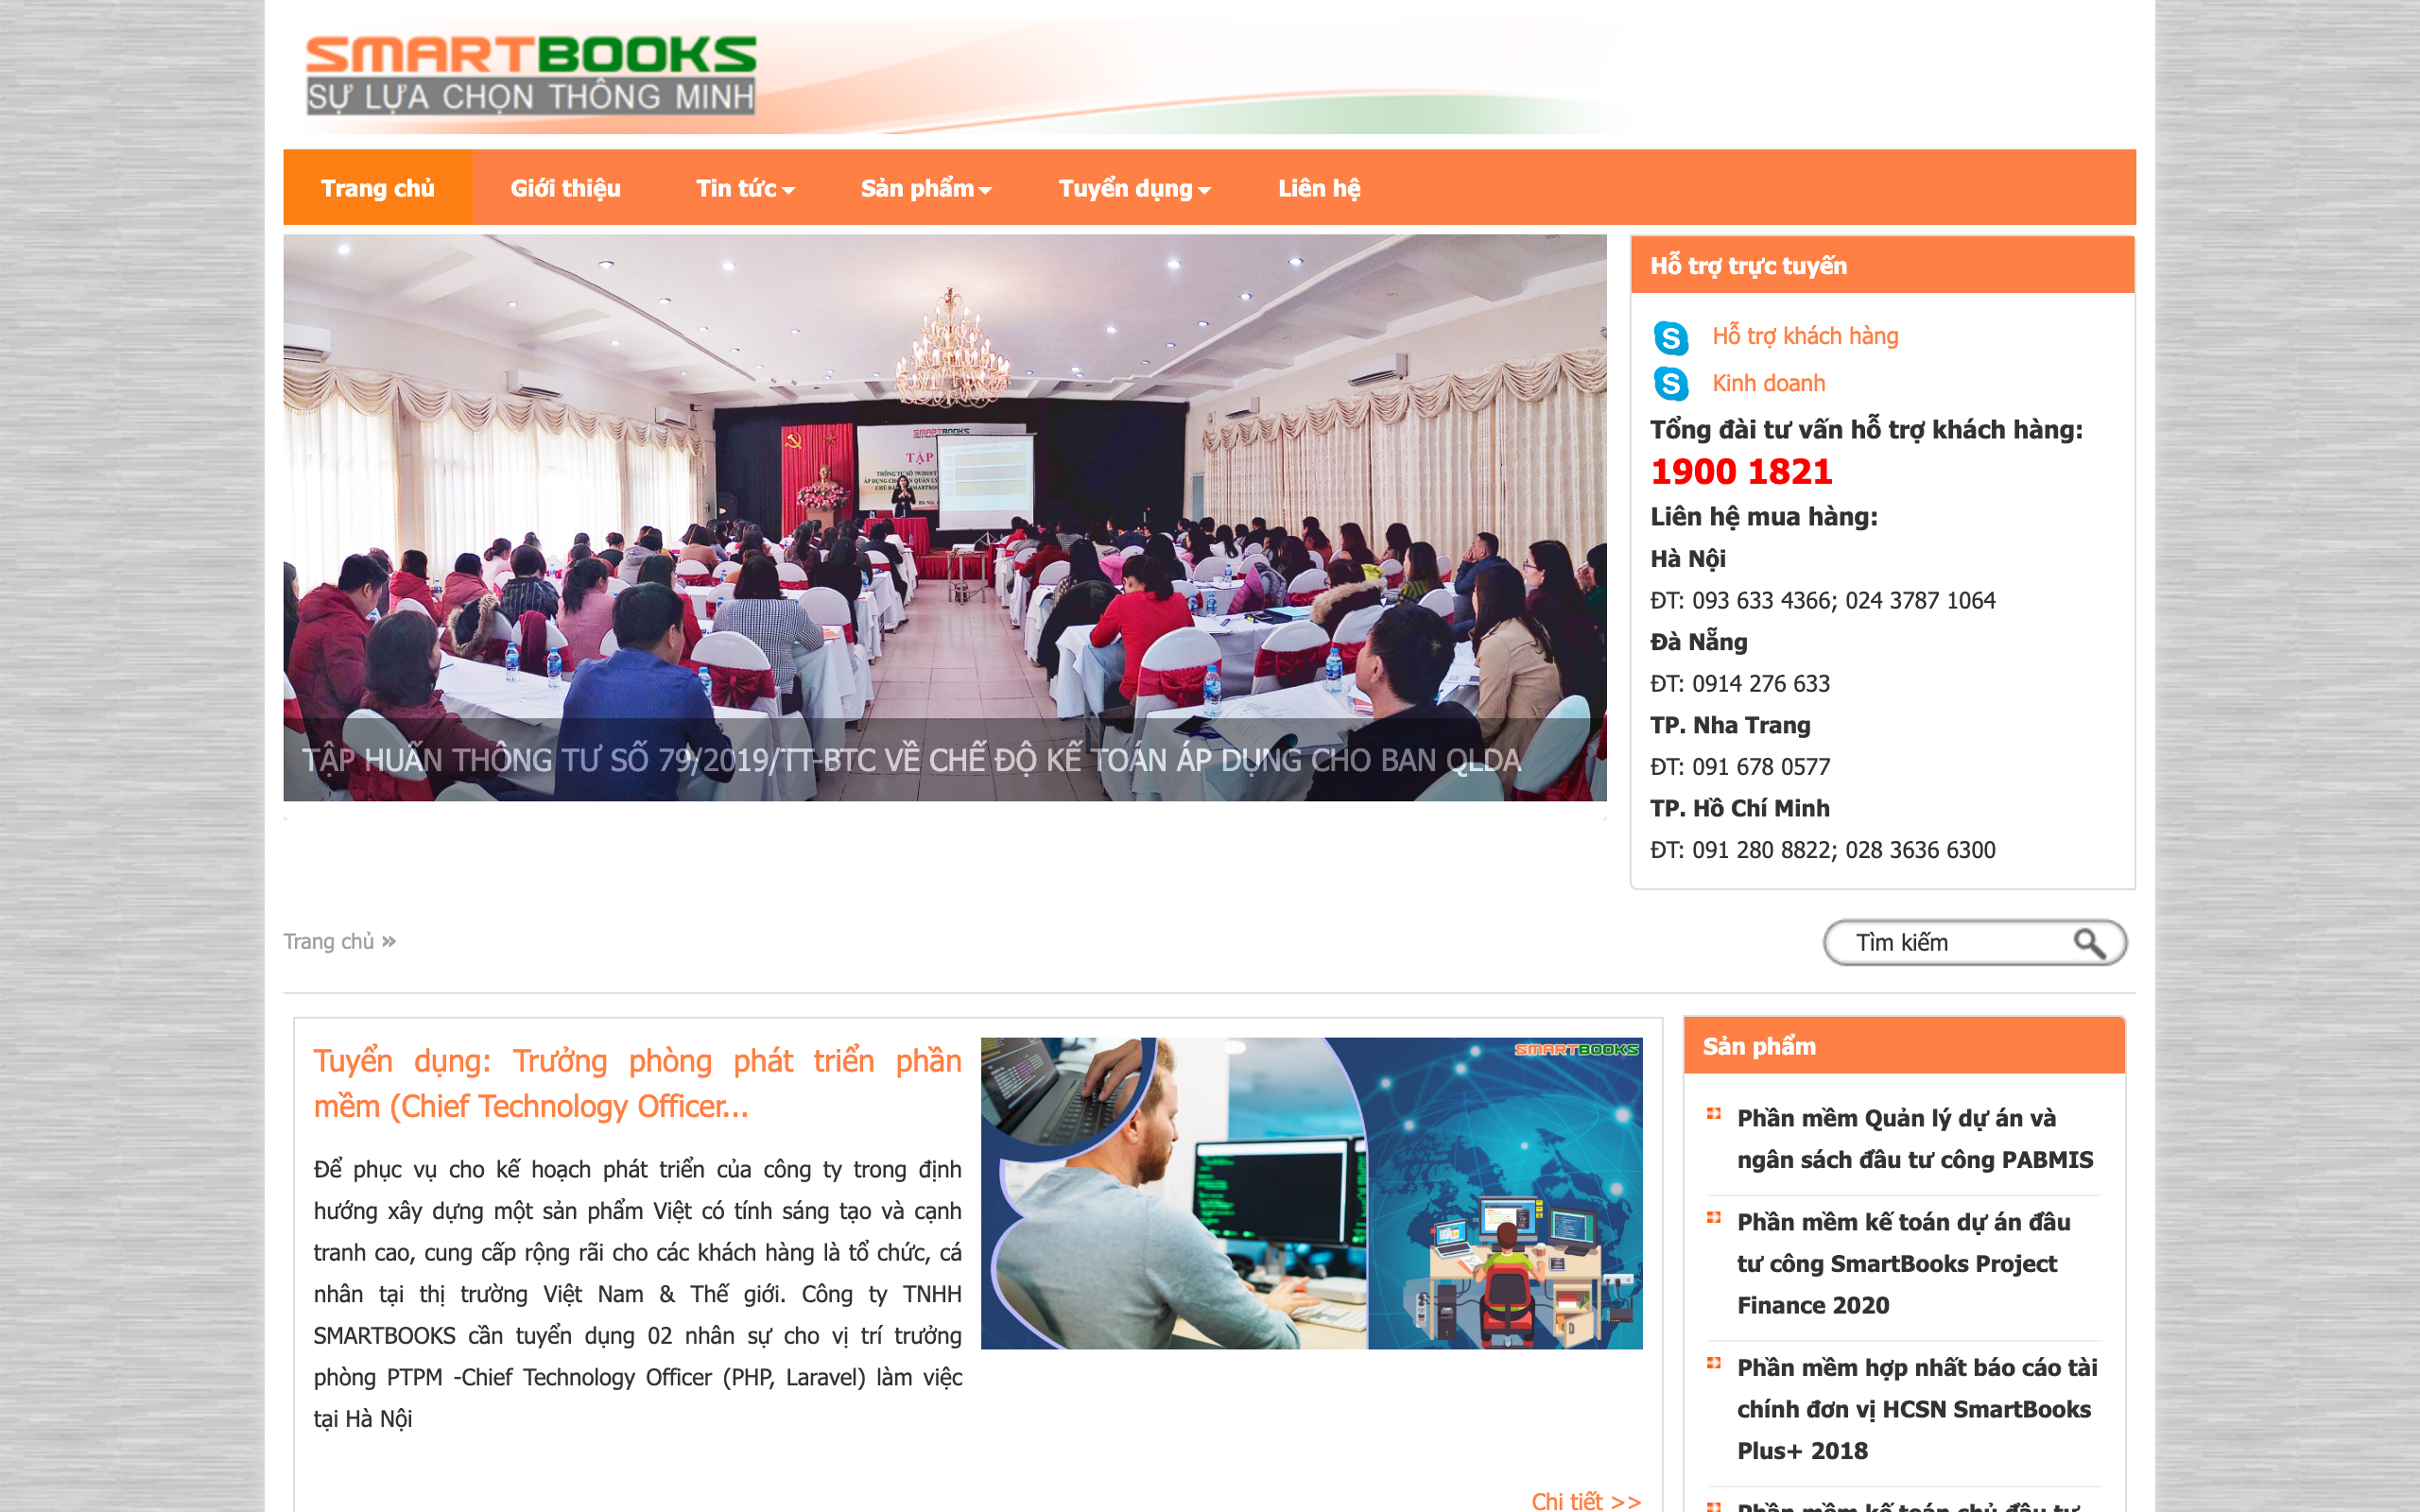 SMARTBOOKS
SỰ LỰA CHỌN THÔNG MINH
Trang chủ
Giới thiệu
Tin tức
Sản phẩm
Tuyển dụng
Liên hệ
SMARTBOOKS
TẬP
TẬP HUẤN THÔNG TƯ SỐ 79/2019/TT-BTC VỀ CHẾ ĐỘ KẾ TOÁN ÁP DỤNG CHO BAN QLDA
Hỗ trợ trực tuyến
Hỗ trợ khách hàng
Kinh doanh
Tổng đài tư vấn hỗ trợ khách hàng:
1900 1821
Liên hệ mua hàng:
Hà Nội
ĐT: 093 633 4366; 024 3787 1064
Đà Nẵng
ĐT: 0914 276 633
TP. Nha Trang
ĐT: 091 678 0577
TP. Hồ Chí Minh
ĐT: 091 280 8822; 028 3636 6300
Trang chủ »
Tìm kiếm
Tuyển dụng: Trưởng phòng phát triển phần
mềm (Chief Technology Officer...
Để phục vụ cho kế hoạch phát triển của công ty trong định
hướng xây dựng một sản phẩm Việt có tính sáng tạo và cạnh
tranh cao, cung cấp rộng rãi cho các khách hàng là tổ chức, cá
nhân tại thị trường Việt Nam & Thế giới. Công ty TNHH
SMARTBOOKS cần tuyển dụng 02 nhân sự cho vị trí trưởng
phòng PTPM -Chief Technology Officer (PHP, Laravel) làm việc
tại Hà Nội
SMARTBOOKS
Chi tiết >>
Sản phẩm
Phần mềm Quản lý dự án và
ngân sách đầu tư công PABMIS
Phần mềm kế toán dự án đầu
tư công SmartBooks Project
Finance 2020
Phần mềm hợp nhất báo cáo tài
chính đơn vị HCSN SmartBooks
Plus+ 2018
Phần mềm kế toán chủ đầu tư